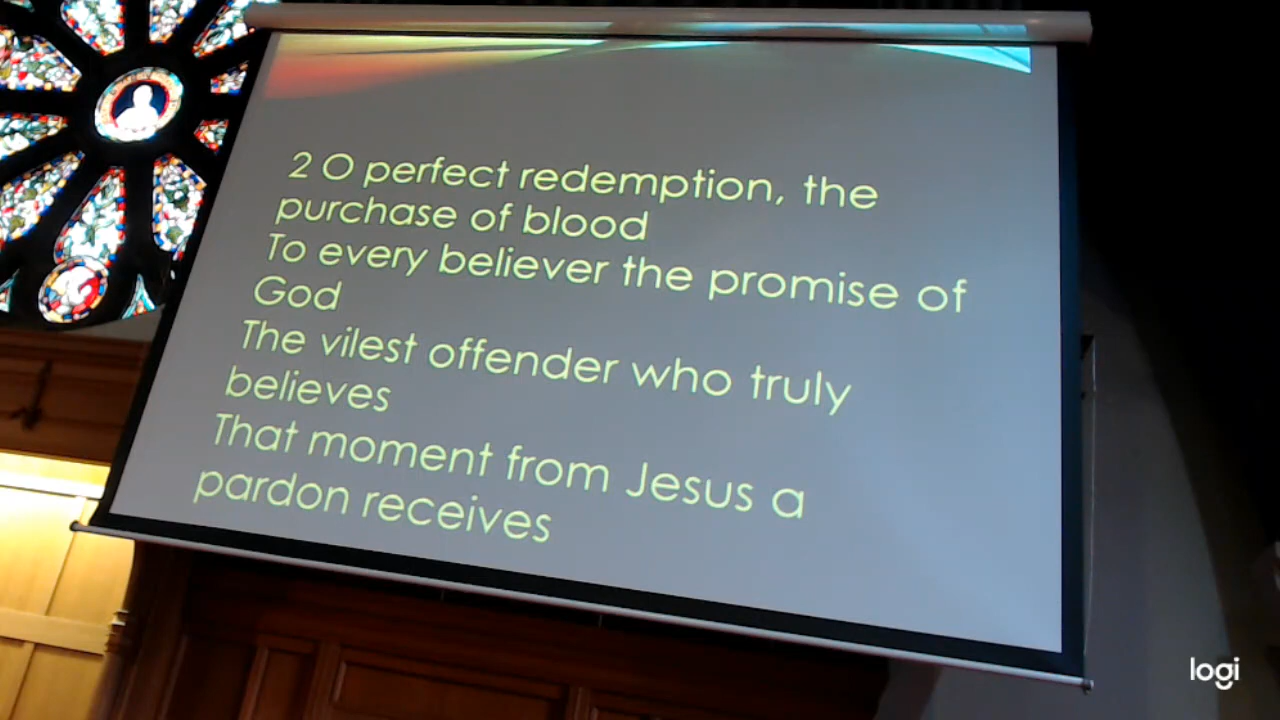 2 O perfect redemption, the
purchase of blood
To every believer the promise of
God
The vilest offender who truly
believes
That moment from Jesus a
pardon receives
logi